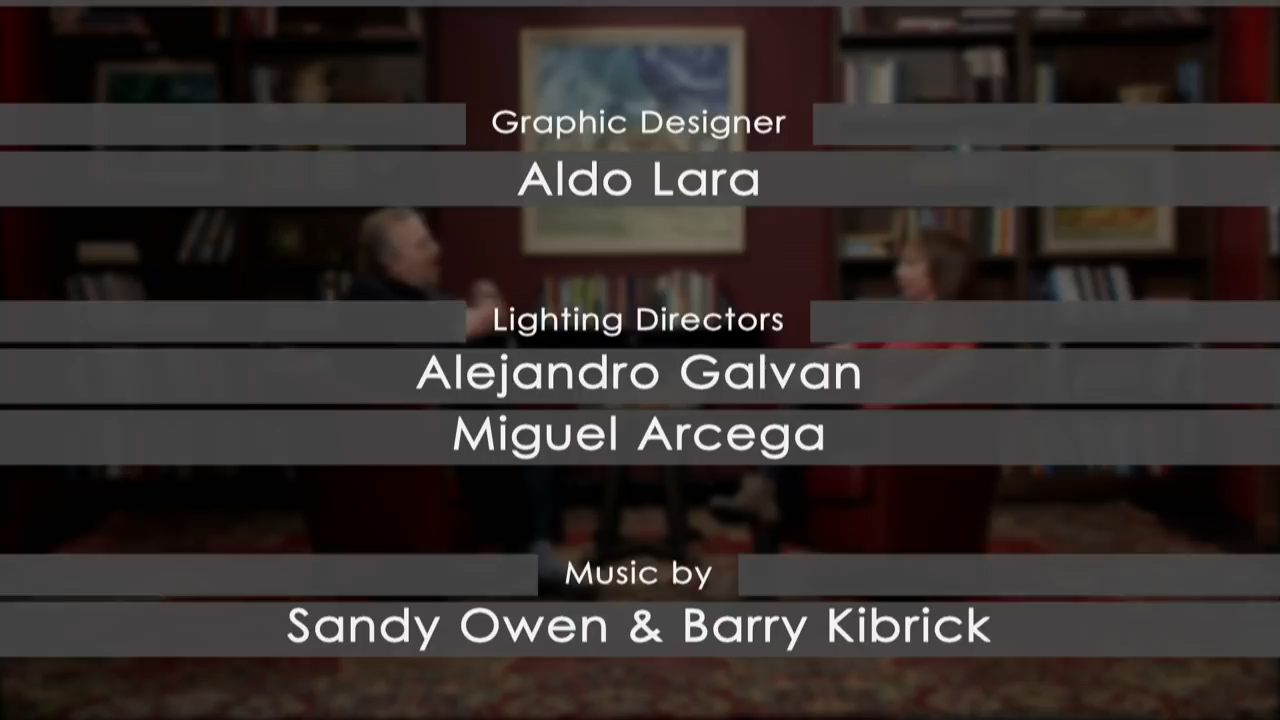 Graphic Designer
Aldo Lara
Lighting Directors
Alejandro Galvan
Miguel Arcega
Music by
Sandy Owen & Barry Kibrick